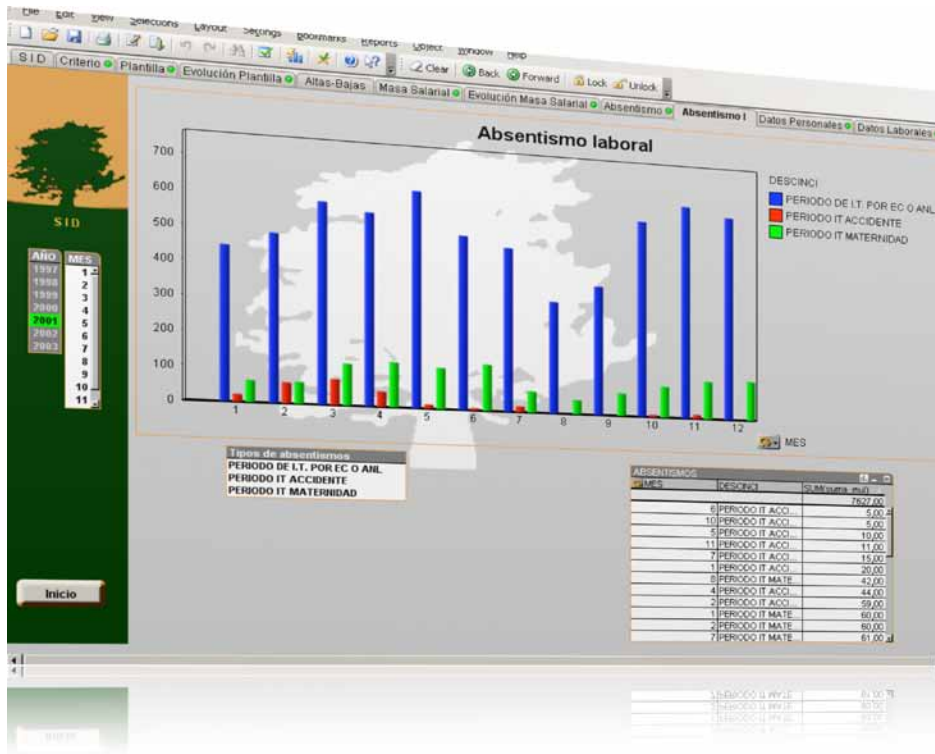 File Edit View Selections Layout Settings Bookmarks Reports Object Window Help
Clear Back Forward Lock Unlock
SID Criterio Plantilla Evolución Plantilla Altas-Bajas Masa Salarial Evolución Masa Salarial Absentismo Absentismo I Datos Personales Datos Laborales
SID
AÑO
1997
1998
1999
2000
2001
2002
2003
MES
1
2
3
4
5
6
7
8
9
10
11
Inicio
Absentismo laboral
700
600
500
400
300
200
100
0
1 2 3 4 5 6 7 8 9 10 11 12
MES
DESCINCI
PERIODO DE I.T. POR EC O ANL
PERIODO IT ACCIDENTE
PERIODO IT MATERNIDAD
Tipos de absentismos
PERIODO DE I.T. POR EC O ANL
PERIODO IT ACCIDENTE
PERIODO IT MATERNIDAD
ABSENTISMOS
MES DESCINCI SUM(suma_mul)
7627,00
6 PERIODO IT ACCI... 5,00
10 PERIODO IT ACCI... 5,00
5 PERIODO IT ACCI... 10,00
11 PERIODO IT ACCI... 11,00
7 PERIODO IT ACCI... 15,00
1 PERIODO IT ACCI... 20,00
8 PERIODO IT MATE... 42,00
4 PERIODO IT ACCI... 44,00
2 PERIODO IT ACCI... 59,00
1 PERIODO IT MATE... 60,00
2 PERIODO IT MATE... 60,00
7 PERIODO IT MATE... 61,00